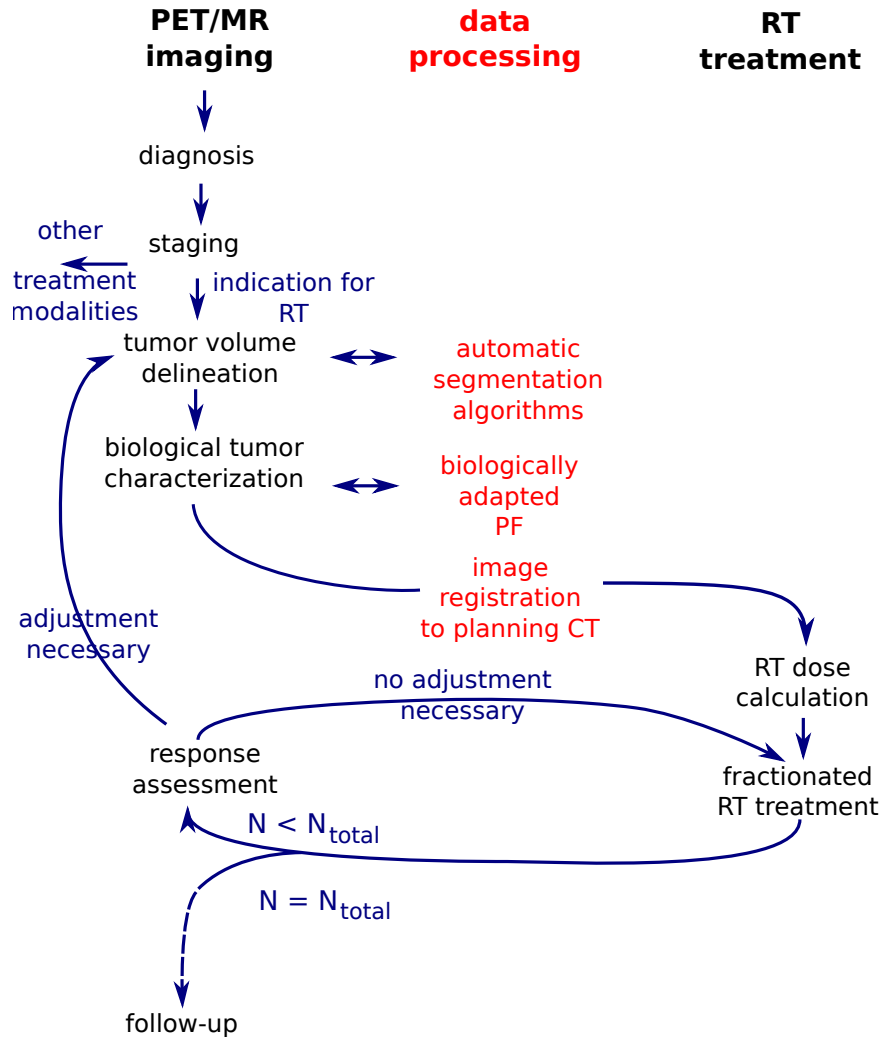 PET/MR
imaging
data
processing
RT
treatment
diagnosis
staging
other
treatment
modalities
indication for
RT
tumor volume
delineation
automatic
segmentation
algorithms
biological tumor
characterization
biologically
adapted
PF
image
registration
to planning CT
adjustment
necessary
no adjustment
necessary
RT dose
calculation
response
assessment
fractionated
RT treatment
N < N_total
N = N_total
follow-up